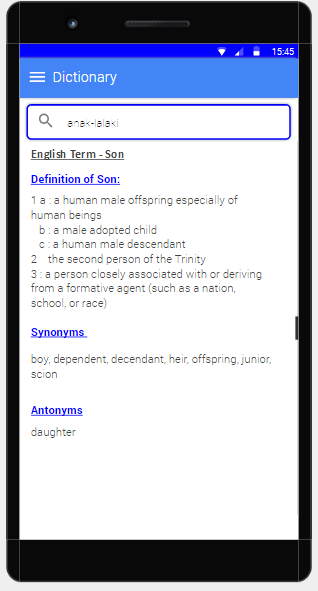 15:45
Dictionary
anak-lalaki
English Term - Son
Definition of Son:
1 a : a human male offspring especially of
human beings
b : a male adopted child
c : a human male descendant
2 the second person of the Trinity
3 : a person closely associated with or deriving
from a formative agent (such as a nation,
school, or race)
Synonyms
boy, dependent, decendant, heir, offspring, junior,
scion
Antonyms
daughter